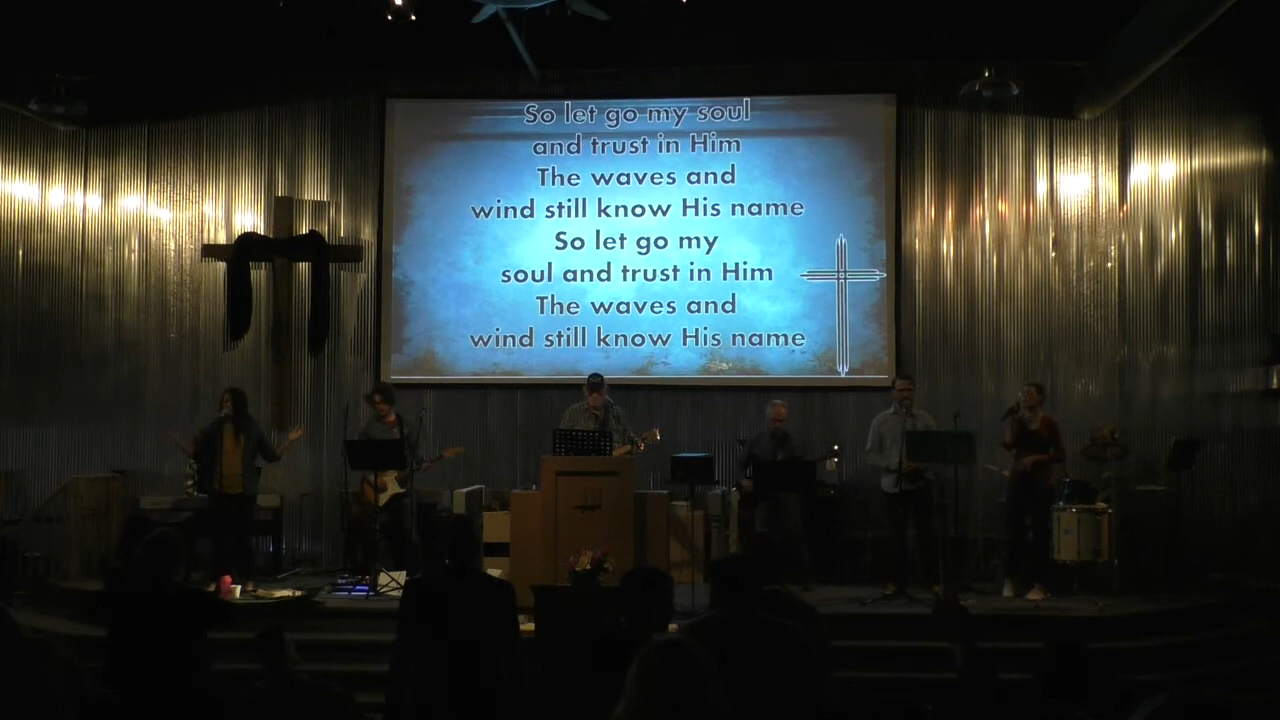 So let go my soul
and trust in Him
The waves and
wind still know His name
So let go my
soul and trust in Him
The waves and
wind still know His name